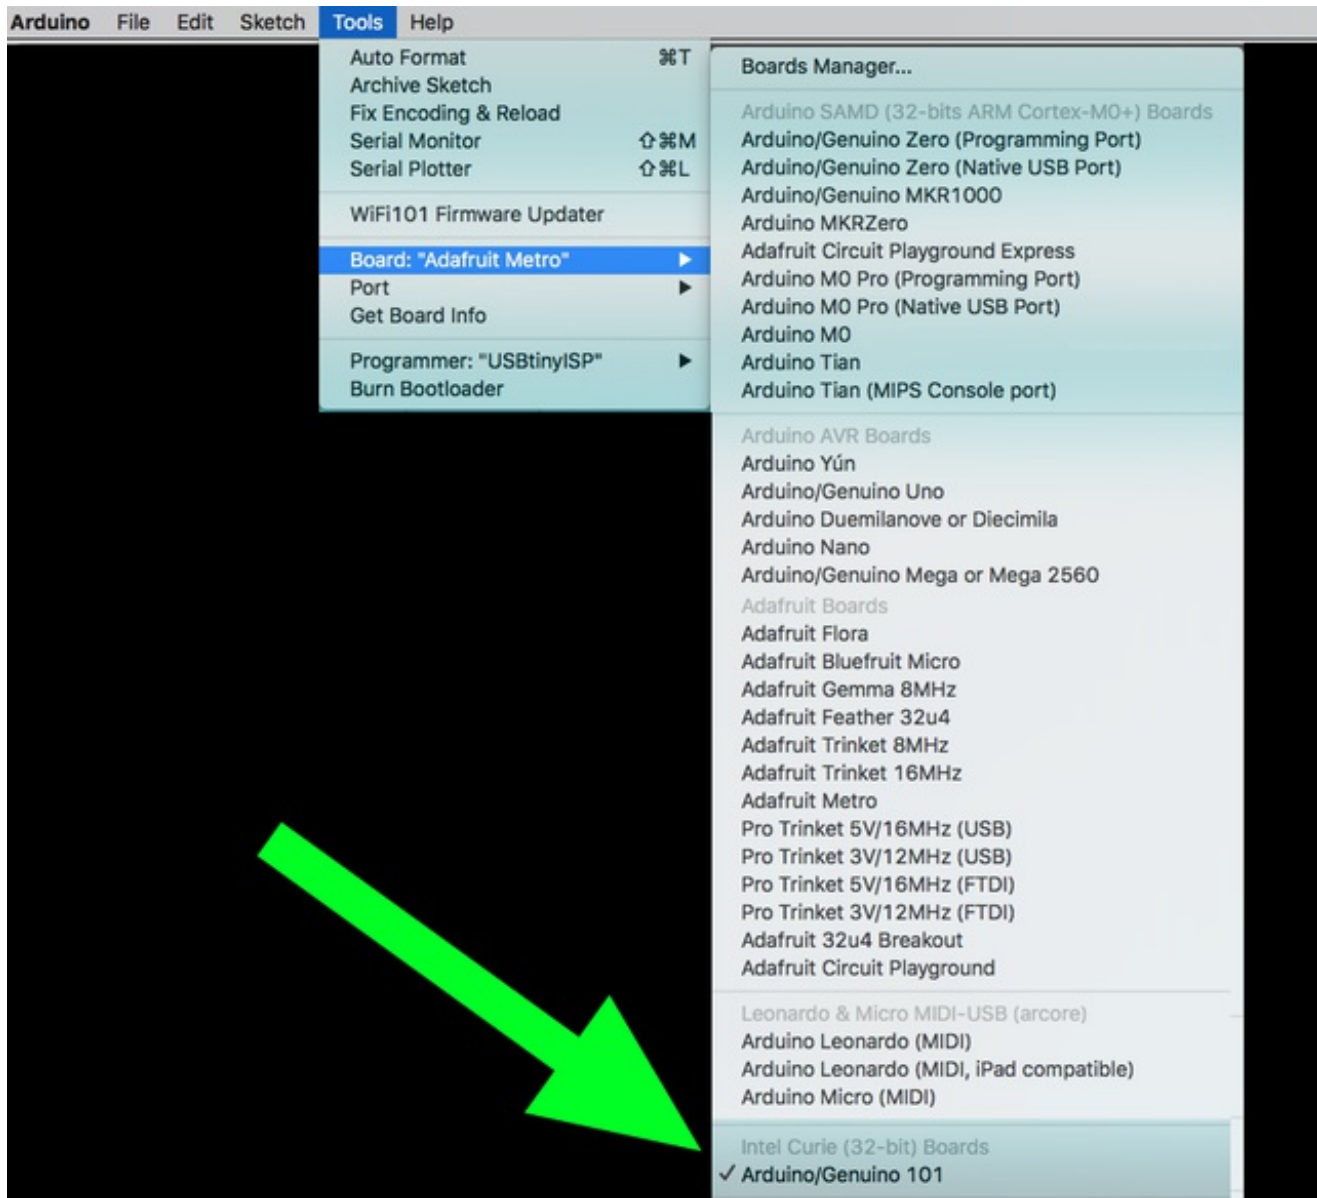 Arduino File Edit Sketch Tools Help
Auto Format ⌘T
Archive Sketch
Fix Encoding & Reload
Serial Monitor ⇧⌘M
Serial Plotter ⇧⌘L
WiFi101 Firmware Updater
Board: "Adafruit Metro" ▶
Port ▶
Get Board Info
Programmer: "USBtinyISP" ▶
Burn Bootloader
Boards Manager...
Arduino SAMD (32-bits ARM Cortex-M0+) Boards
Arduino/Genuino Zero (Programming Port)
Arduino/Genuino Zero (Native USB Port)
Arduino/Genuino MKR1000
Arduino MKRZero
Adafruit Circuit Playground Express
Arduino M0 Pro (Programming Port)
Arduino M0 Pro (Native USB Port)
Arduino M0
Arduino Tian
Arduino Tian (MIPS Console port)
Arduino AVR Boards
Arduino Yún
Arduino/Genuino Uno
Arduino Duemilanove or Diecimila
Arduino Nano
Arduino/Genuino Mega or Mega 2560
Adafruit Boards
Adafruit Flora
Adafruit Bluefruit Micro
Adafruit Gemma 8MHz
Adafruit Feather 32u4
Adafruit Trinket 8MHz
Adafruit Trinket 16MHz
Adafruit Metro
Pro Trinket 5V/16MHz (USB)
Pro Trinket 3V/12MHz (USB)
Pro Trinket 5V/16MHz (FTDI)
Pro Trinket 3V/12MHz (FTDI)
Adafruit 32u4 Breakout
Adafruit Circuit Playground
Leonardo & Micro MIDI-USB (arcore)
Arduino Leonardo (MIDI)
Arduino Leonardo (MIDI, iPad compatible)
Arduino Micro (MIDI)
Intel Curie (32-bit) Boards
✓ Arduino/Genuino 101